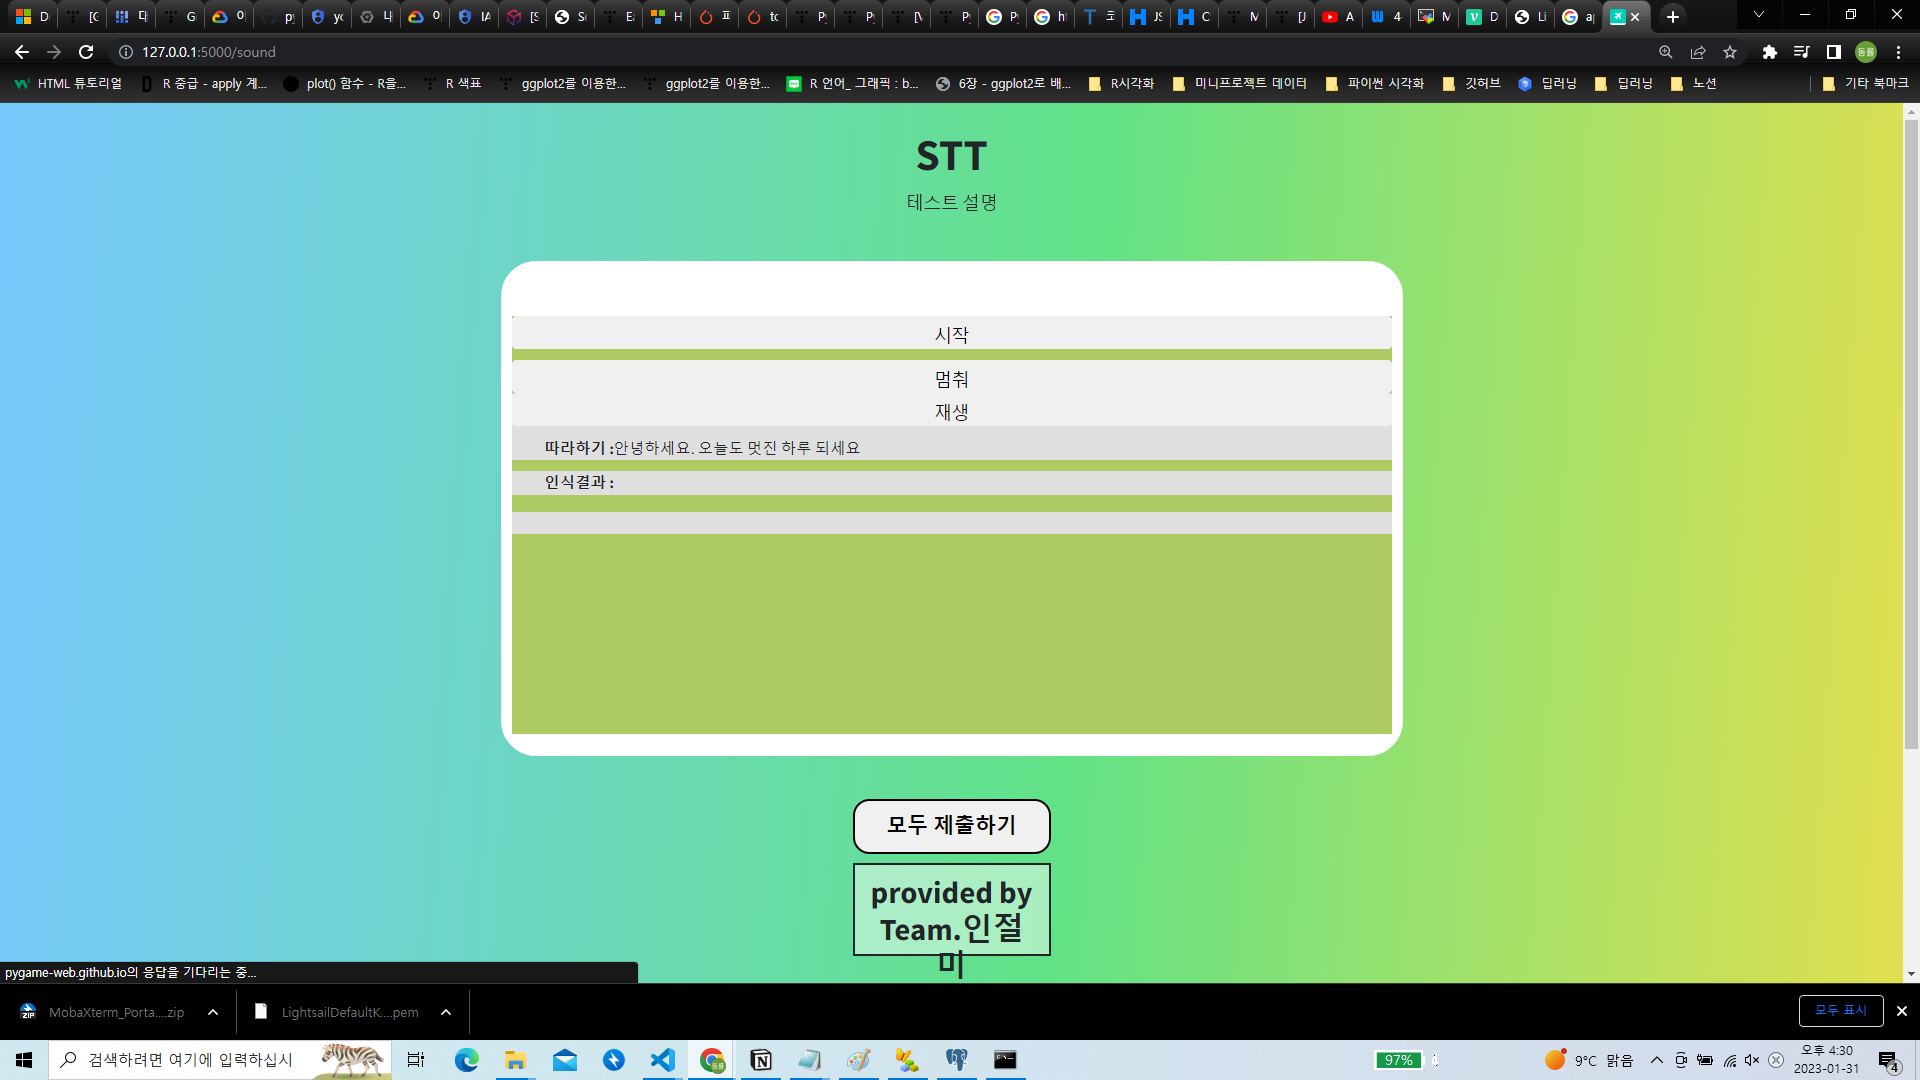 127.0.0.1:5000/sound
HTML 튜토리얼
R 중급 - apply 계...
plot() 함수 - R을...
R 색표
ggplot2를 이용한...
ggplot2를 이용한...
R 언어_ 그래픽 : b...
6장 - ggplot2로 배...
R시각화
미니프로젝트 데이터
파이썬 시각화
깃허브
딥러닝
딥러닝
노션
기타 북마크
STT
테스트 설명
시작
멈춰
재생
따라하기 :안녕하세요. 오늘도 멋진 하루 되세요
인식결과 :
모두 제출하기
provided by
Team.인절
미
pygame-web.github.io의 응답을 기다리는 중...
MobaXterm_Porta....zip
LightsailDefaultK....pem
모두 표시
검색하려면 여기에 입력하십시
97%
9°C 맑음
오후 4:30
2023-01-31
4